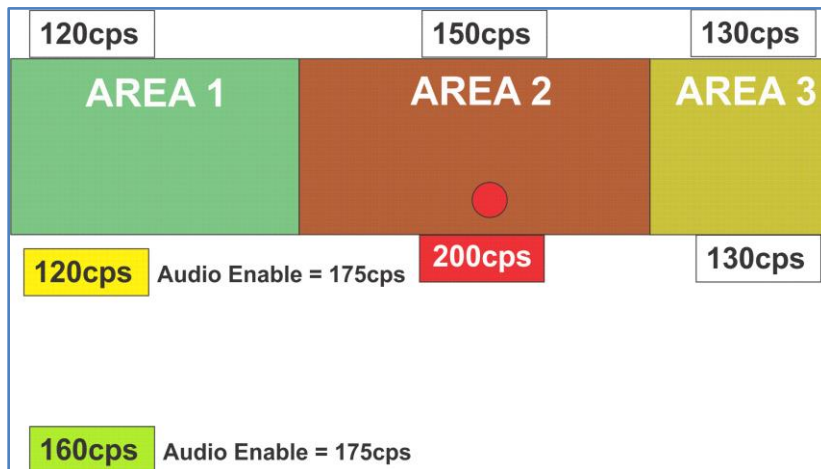 120cps 150cps 130cps
AREA 1 AREA 2 AREA 3
120cps Audio Enable = 175cps 200cps 130cps
160cps Audio Enable = 175cps